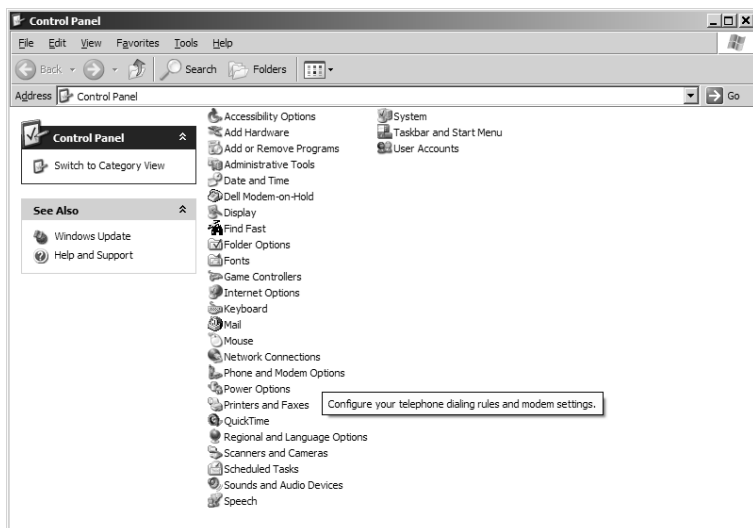 Control Panel
File Edit View Favorites Tools Help
Back Search Folders
Address Control Panel Go
Control Panel
Switch to Category View
See Also
Windows Update
Help and Support
Accessibility Options
Add Hardware
Add or Remove Programs
Administrative Tools
Date and Time
Dell Modem-on-Hold
Display
Find Fast
Folder Options
Fonts
Game Controllers
Internet Options
Keyboard
Mail
Mouse
Network Connections
Phone and Modem Options
Power Options
Printers and Faxes
Configure your telephone dialing rules and modem settings.
QuickTime
Regional and Language Options
Scanners and Cameras
Scheduled Tasks
Sounds and Audio Devices
Speech
System
Taskbar and Start Menu
User Accounts